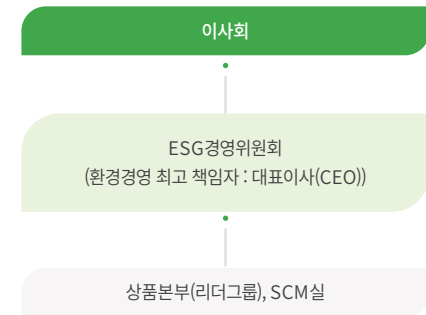 이사회
ESG경영위원회
(환경경영 최고 책임자 : 대표이사(CEO))
상품본부(리더그룹), SCM실